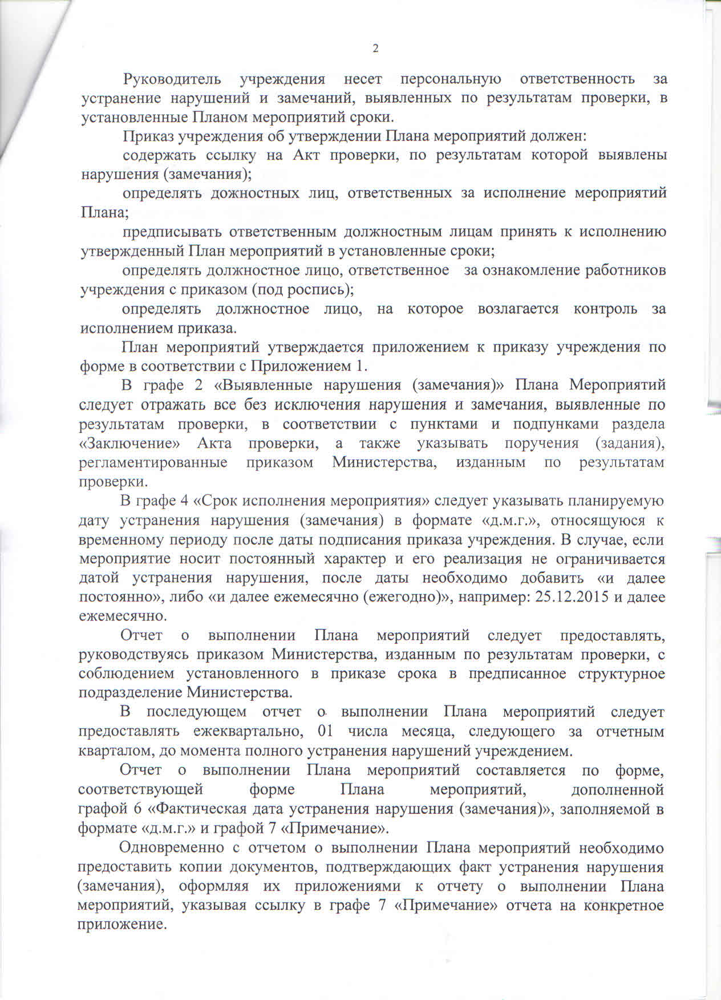 2
Руководитель учреждения несет персональную ответственность за
устранение нарушений и замечаний, выявленных по результатам проверки, в
установленные Планом мероприятий сроки.
Приказ учреждения об утверждении Плана мероприятий должен:
содержать ссылку на Акт проверки, по результатам которой выявлены
нарушения (замечания);
определять дожностных лиц, ответственных за исполнение мероприятий
Плана;
предписывать ответственным должностным лицам принять к исполнению
утвержденный План мероприятий в установленные сроки;
определять должностное лицо, ответственное за ознакомление работников
учреждения с приказом (под роспись);
определять должностное лицо, на которое возлагается контроль за
исполнением приказа.
План мероприятий утверждается приложением к приказу учреждения по
форме в соответствии с Приложением 1.
В графе 2 «Выявленные нарушения (замечания)» Плана Мероприятий
следует отражать все без исключения нарушения и замечания, выявленные по
результатам проверки, в соответствии с пунктами и подпунками раздела
«Заключение» Акта проверки, а также указывать поручения (задания),
регламентированные приказом Министерства, изданным по результатам
проверки.
В графе 4 «Срок исполнения мероприятия» следует указывать планируемую
дату устранения нарушения (замечания) в формате «д.м.г.», относящуюся к
временному периоду после даты подписания приказа учреждения. В случае, если
мероприятие носит постоянный характер и его реализация не ограничивается
датой устранения нарушения, после даты необходимо добавить «и далее
постоянно», либо «и далее ежемесячно (ежегодно)», например: 25.12.2015 и далее
ежемесячно.
Отчет о выполнении Плана мероприятий следует предоставлять,
руководствуясь приказом Министерства, изданным по результатам проверки, с
соблюдением установленного в приказе срока в предписанное структурное
подразделение Министерства.
В последующем отчет о выполнении Плана мероприятий следует
предоставлять ежеквартально, 01 числа месяца, следующего за отчетным
кварталом, до момента полного устранения нарушений учреждением.
Отчет о выполнении Плана мероприятий составляется по форме,
соответствующей форме Плана мероприятий, дополненной
графой 6 «Фактическая дата устранения нарушения (замечания)», заполняемой в
формате «д.м.г.» и графой 7 «Примечание».
Одновременно с отчетом о выполнении Плана мероприятий необходимо
предоставить копии документов, подтверждающих факт устранения нарушения
(замечания), оформляя их приложениями к отчету о выполнении Плана
мероприятий, указывая ссылку в графе 7 «Примечание» отчета на конкретное
приложение.